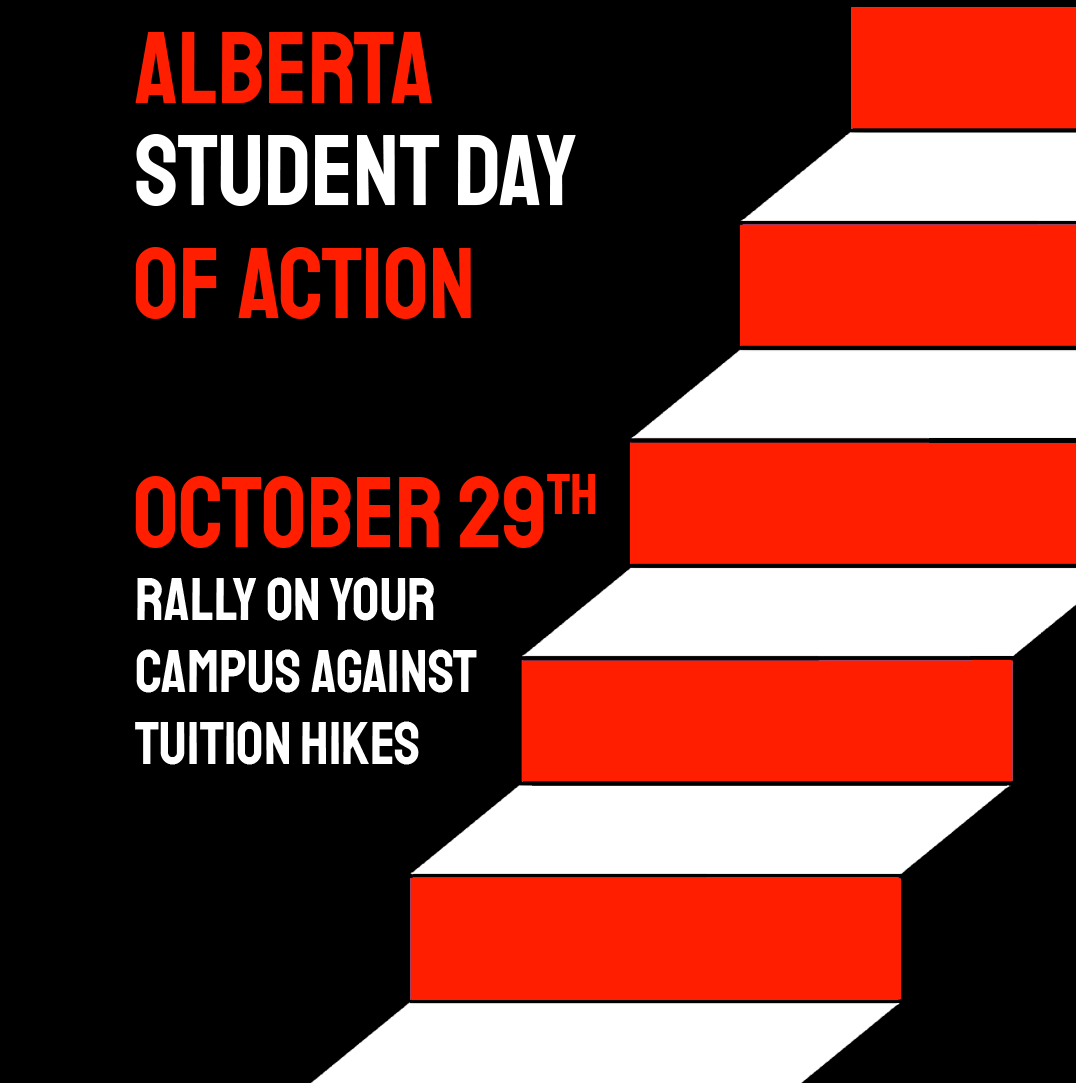 ALBERTA
STUDENT DAY
OF ACTION
OCTOBER 29TH
RALLY ON YOUR
CAMPUS AGAINST
TUITION HIKES